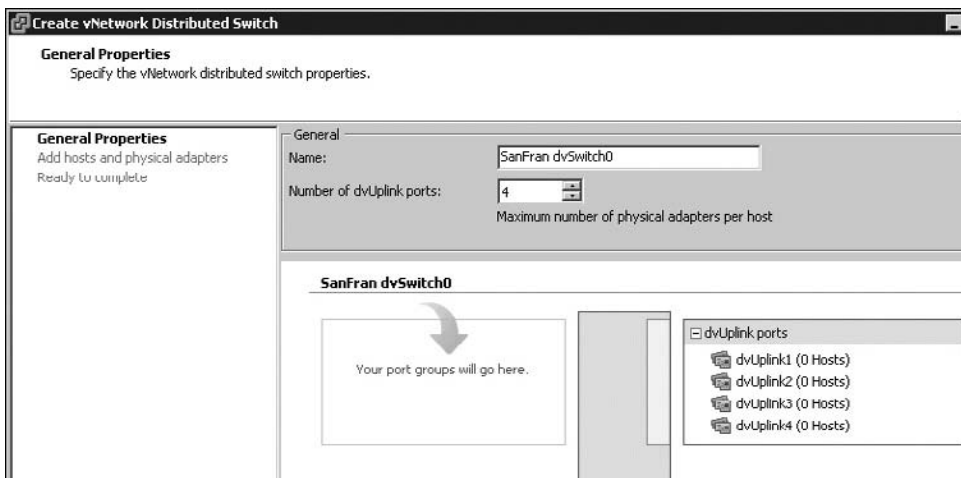 Create vNetwork Distributed Switch
General Properties
Specify the vNetwork distributed switch properties.
General Properties
Add hosts and physical adapters
Ready to complete
General
Name:
SanFran dvSwitch0
Number of dvUplink ports:
4
Maximum number of physical adapters per host
SanFran dvSwitch0
Your port groups will go here.
dvUplink ports
dvUplink1 (0 Hosts)
dvUplink2 (0 Hosts)
dvUplink3 (0 Hosts)
dvUplink4 (0 Hosts)